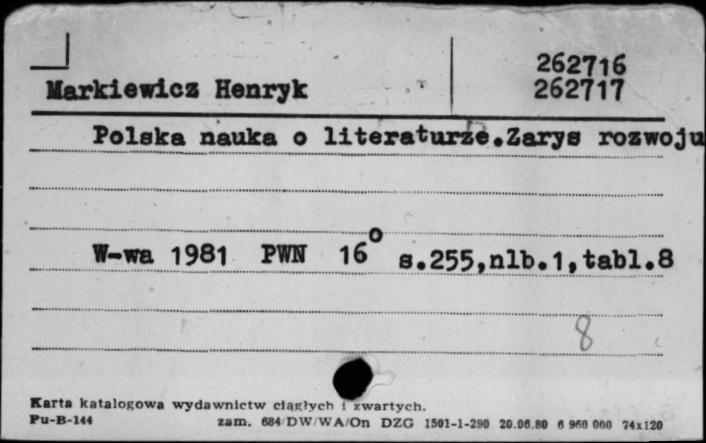 262716
Markiewicz Henryk 262717
Polska nauka o literaturze.Zarys rozwoju
W-wa 1981 PWN 16° s.255,nlb.1,tabl.8
8
Karta katalogowa wydawnictw ciągłych i zwartych.
Pu-B-144 zam. 684/DW/WA/On DZG 1501-1-290 20.06.80 6 960 000 74x120